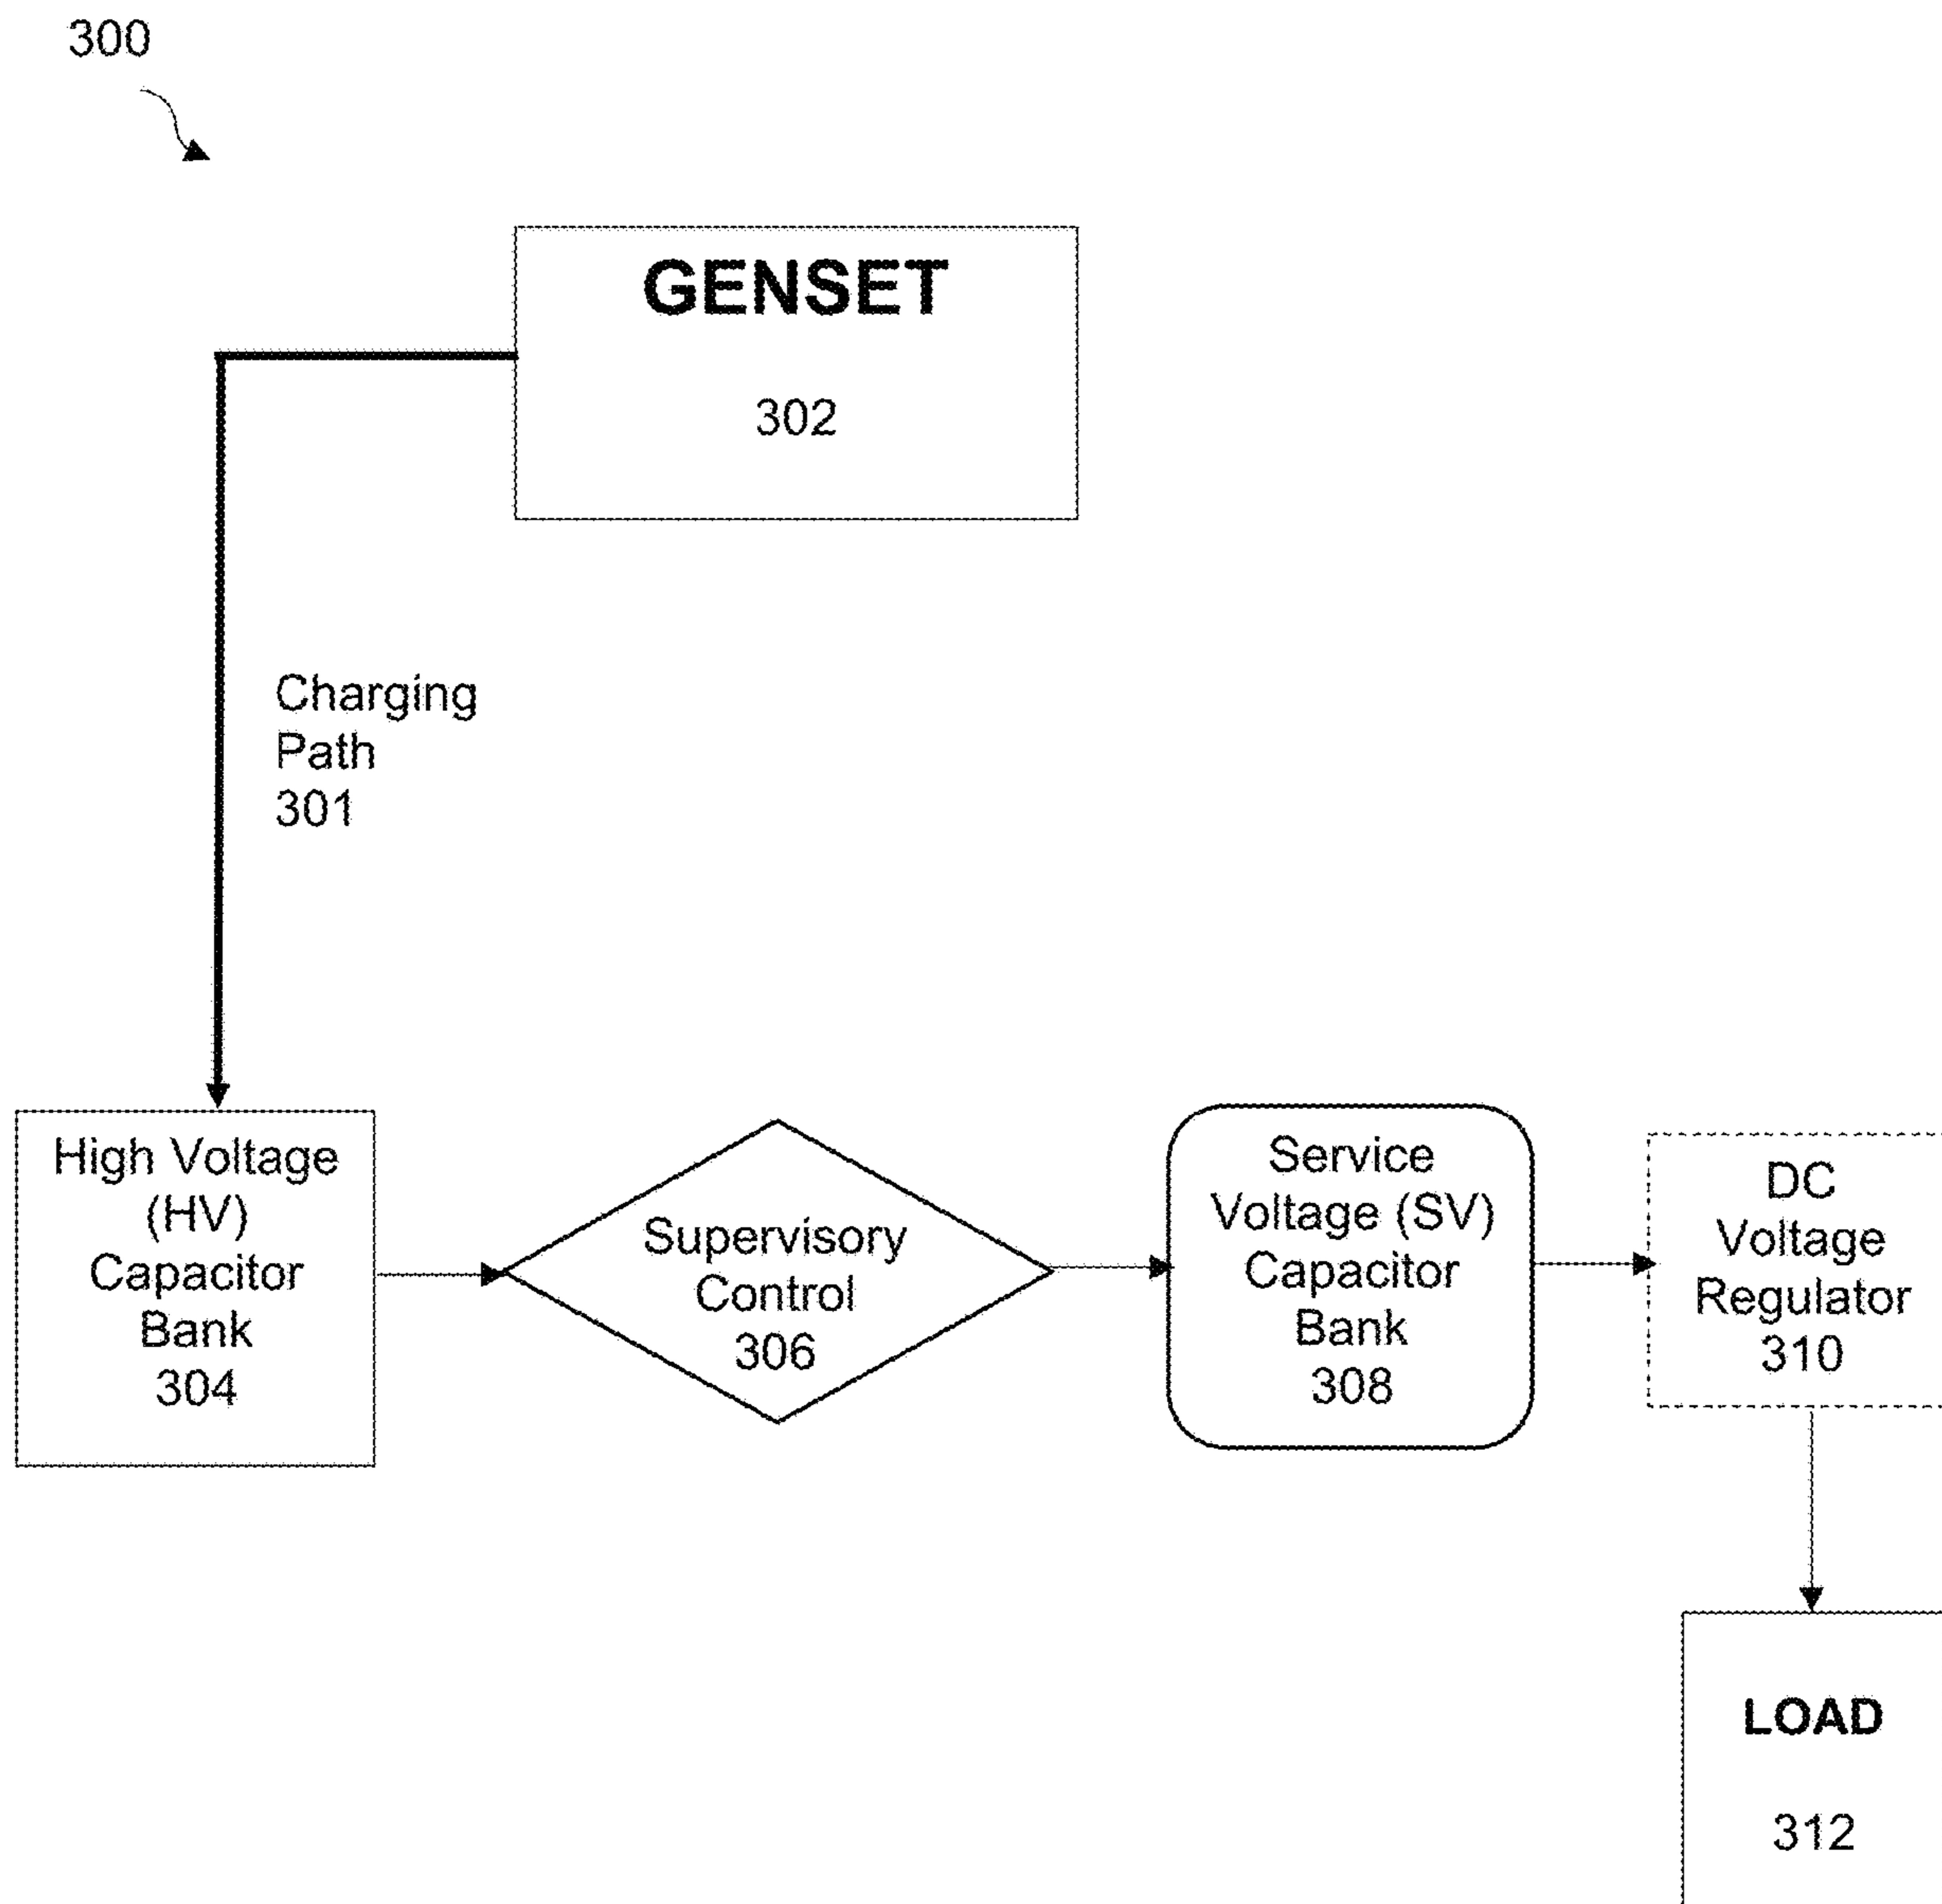 300
GENSET
302
Charging
Path
301
High Voltage
(HV)
Capacitor
Bank
304
Supervisory
Control
306
Service
Voltage (SV)
Capacitor
Bank
308
DC
Voltage
Regulator
310
LOAD
312